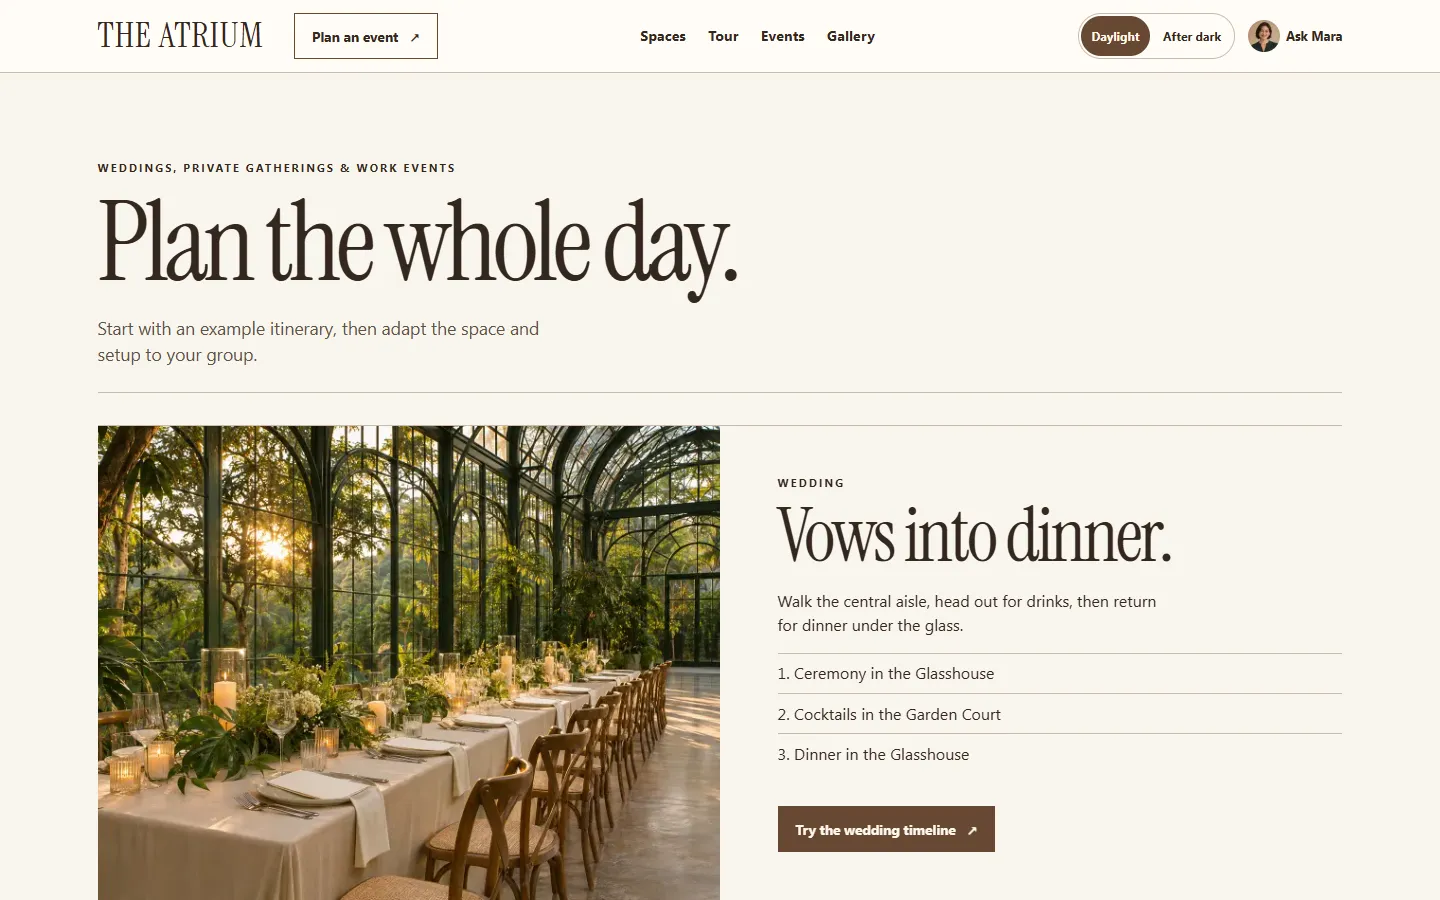 THE ATRIUM
Plan an event ↗
Spaces Tour Events Gallery
Daylight After dark
Ask Mara
WEDDINGS, PRIVATE GATHERINGS & WORK EVENTS
Plan the whole day.
Start with an example itinerary, then adapt the space and
setup to your group.
WEDDING
Vows into dinner.
Walk the central aisle, head out for drinks, then return
for dinner under the glass.
1. Ceremony in the Glasshouse
2. Cocktails in the Garden Court
3. Dinner in the Glasshouse
Try the wedding timeline ↗